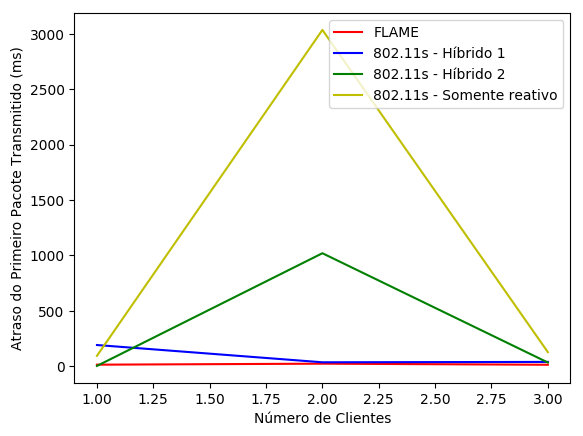 Atraso do Primeiro Pacote Transmitido (ms)
3000
2500
2000
1500
1000
500
0
FLAME
802.11s - Híbrido 1
802.11s - Híbrido 2
802.11s - Somente reativo
1.00 1.25 1.50 1.75 2.00 2.25 2.50 2.75 3.00
Número de Clientes